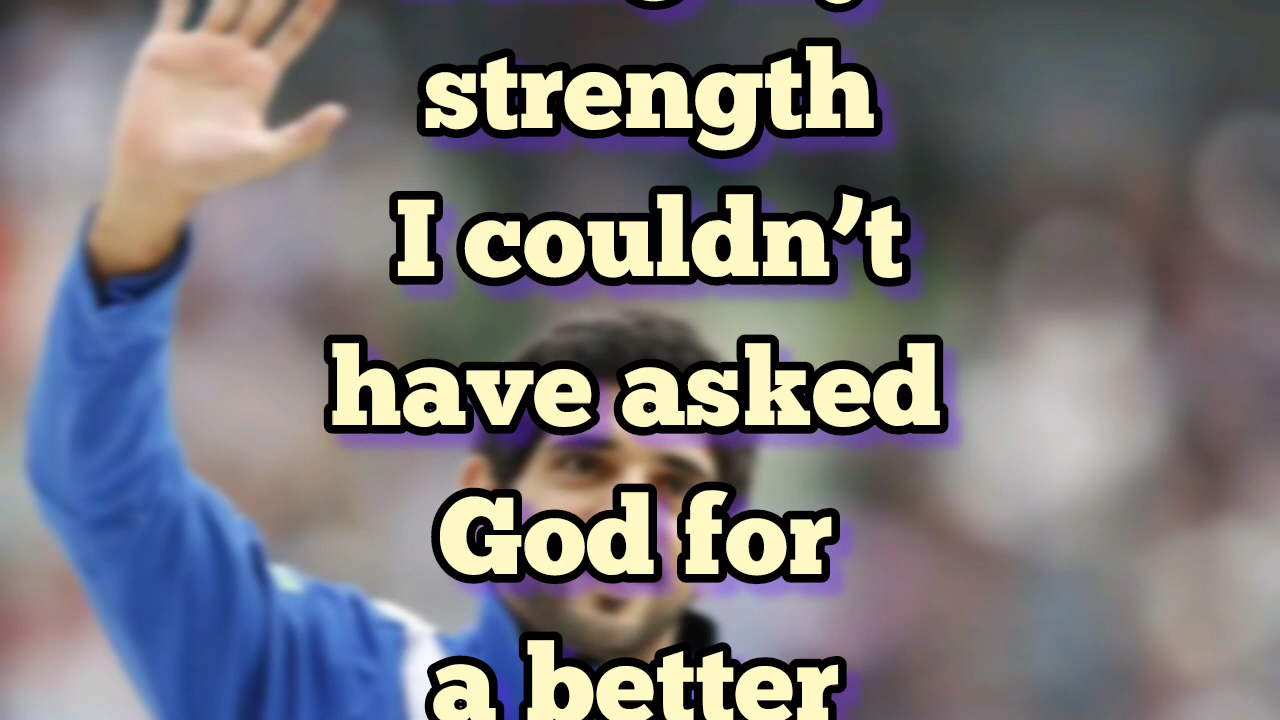 strength
I couldn’t
have asked
God for
a better